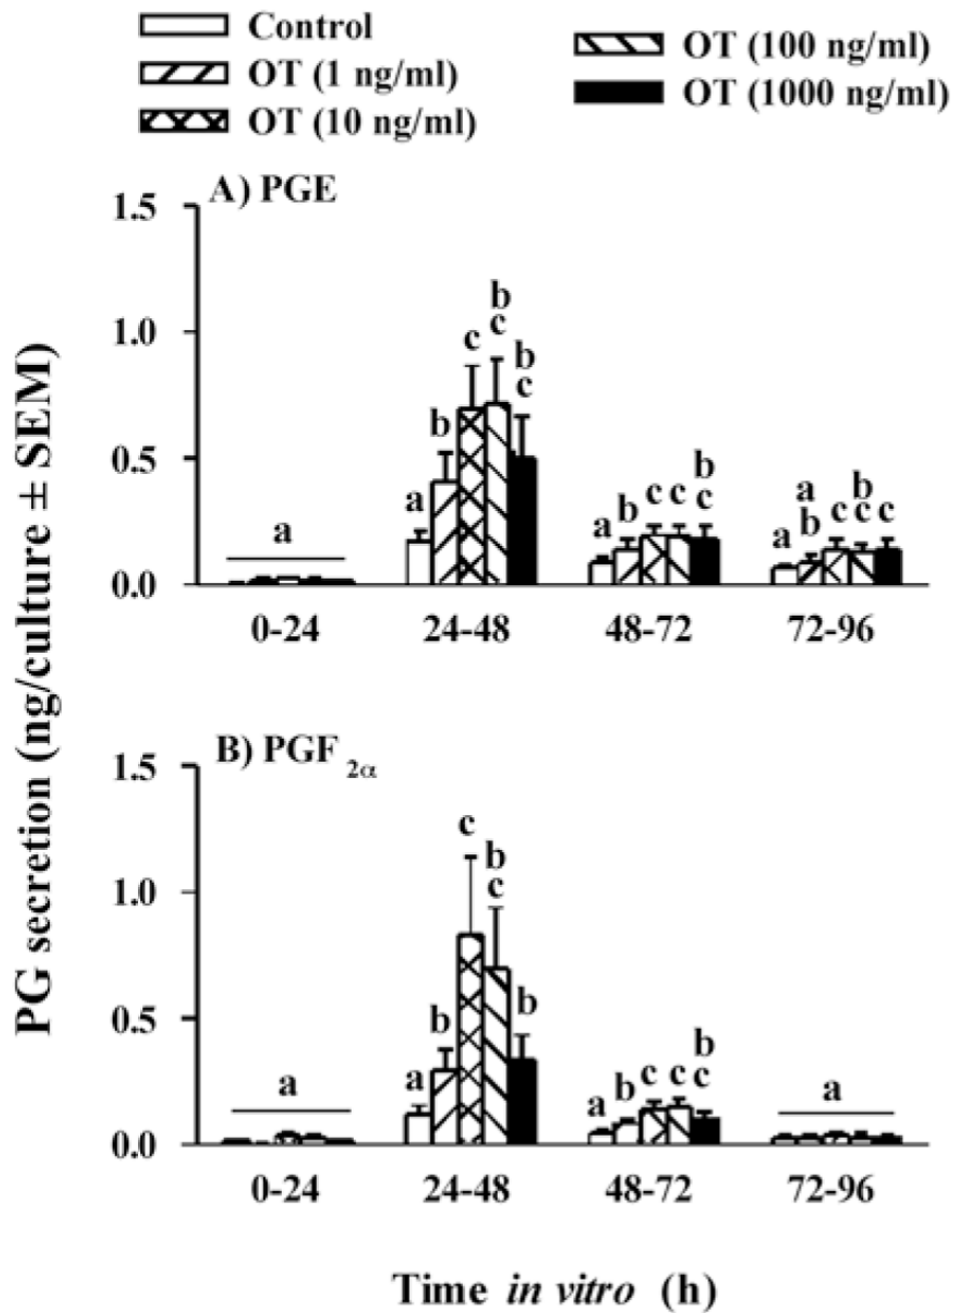 Control
OT (1 ng/ml)
OT (10 ng/ml)
OT (100 ng/ml)
OT (1000 ng/ml)
PG secretion (ng/culture ± SEM)
A) PGE
1.5
1.0
0.5
0.0
a
a
b
c
b
c
b
c
a
b
c
c
b
c
a
a
b
c
b
c
c
0-24
24-48
48-72
72-96
B) PGF 2α
1.5
1.0
0.5
0.0
a
a
b
c
b
c
b
a
b
c
c
b
c
a
0-24
24-48
48-72
72-96
Time in vitro (h)